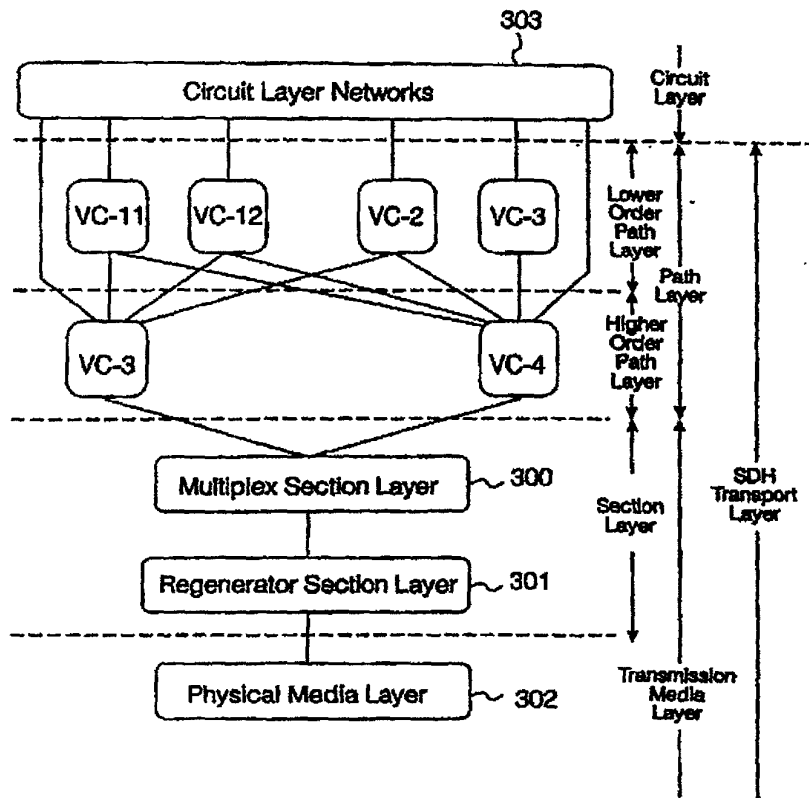 303
Circuit Layer Networks
Circuit
Layer
VC-11
VC-12
VC-2
VC-3
Lower
Order
Path
Layer
Path
Layer
Higher
Order
Path
Layer
VC-3
VC-4
Multiplex Section Layer
300
Section
Layer
SDH
Transport
Layer
Regenerator Section Layer
301
Physical Media Layer
302
Transmission
Media
Layer